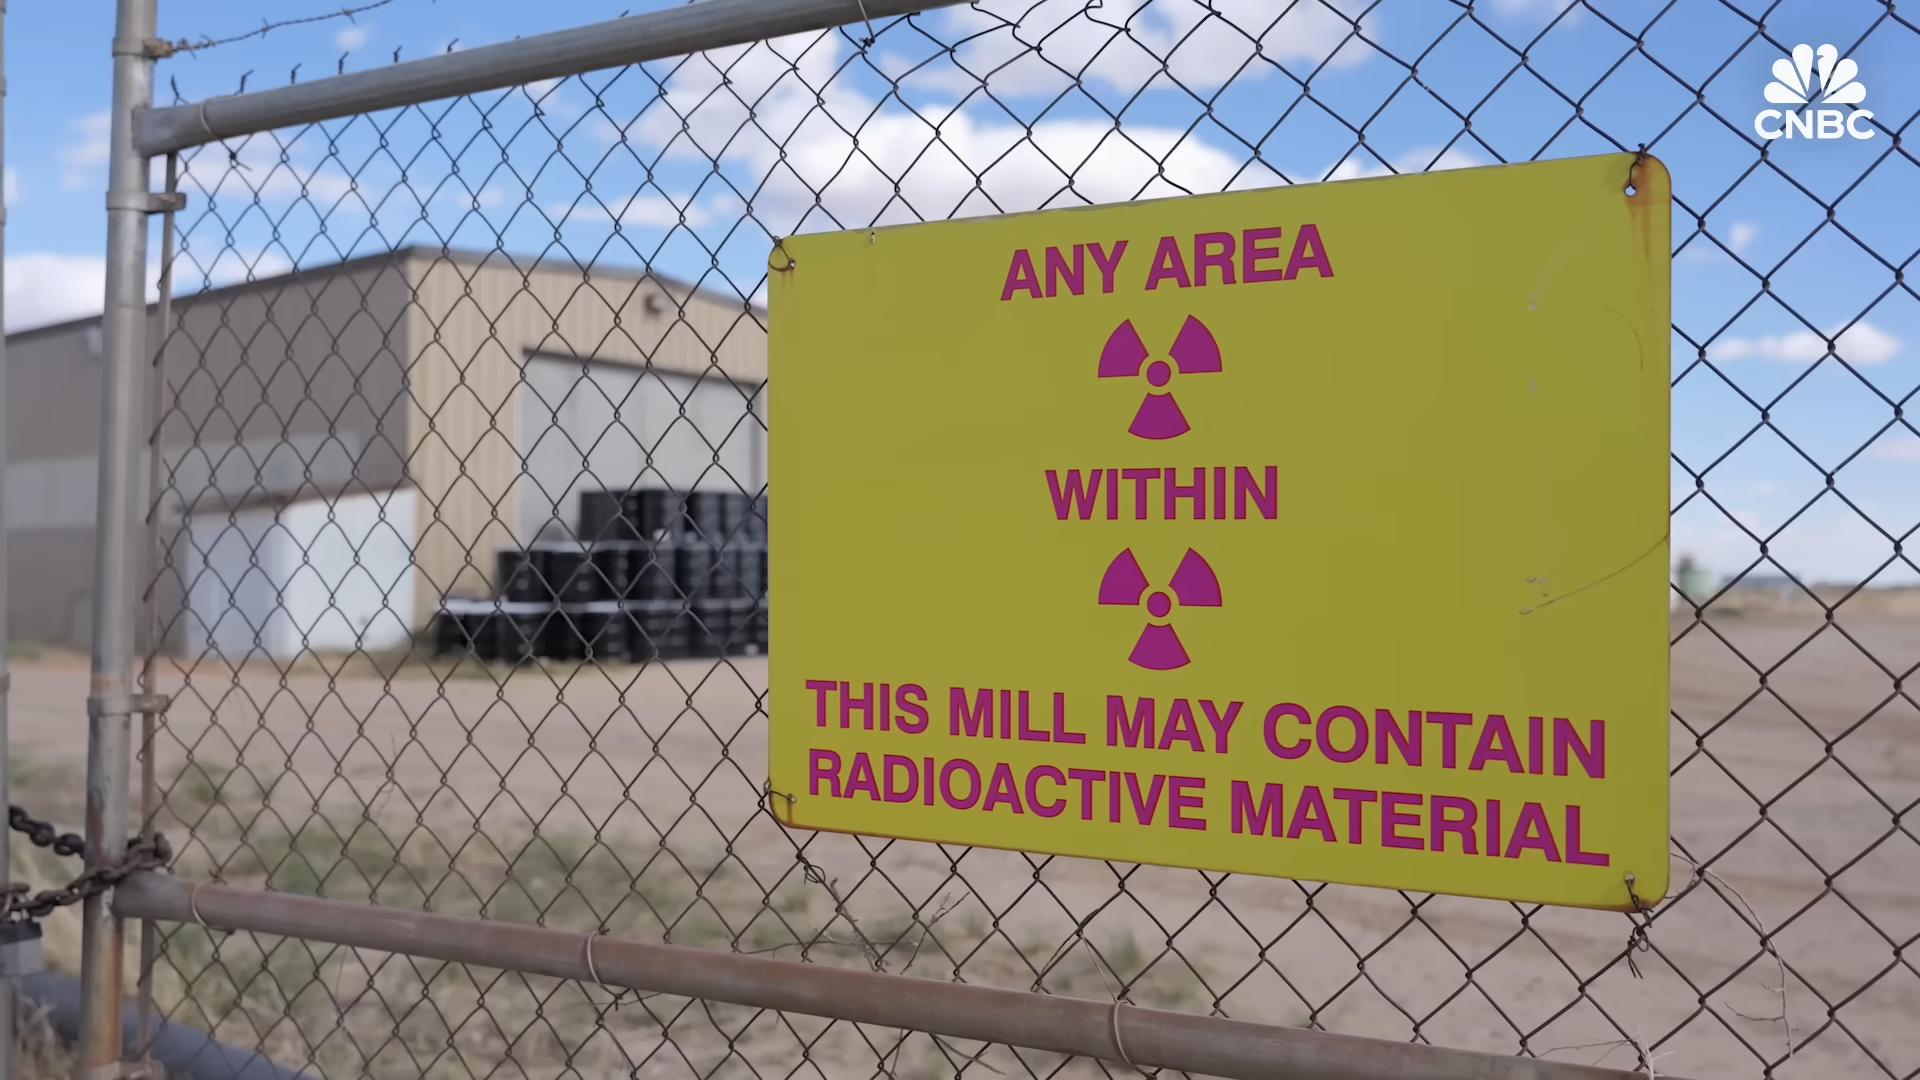 CNBC
ANY AREA
WITHIN
THIS MILL MAY CONTAIN
RADIOACTIVE MATERIAL